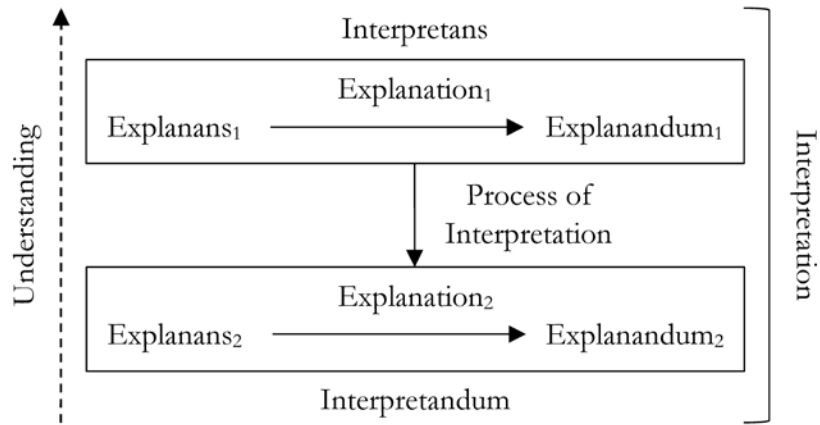 Interpretans
Explanation₁
Explanans₁ Explanandum₁
Process of
Interpretation
Explanation₂
Explanans₂ Explanandum₂
Interpretandum
Understanding
Interpretation